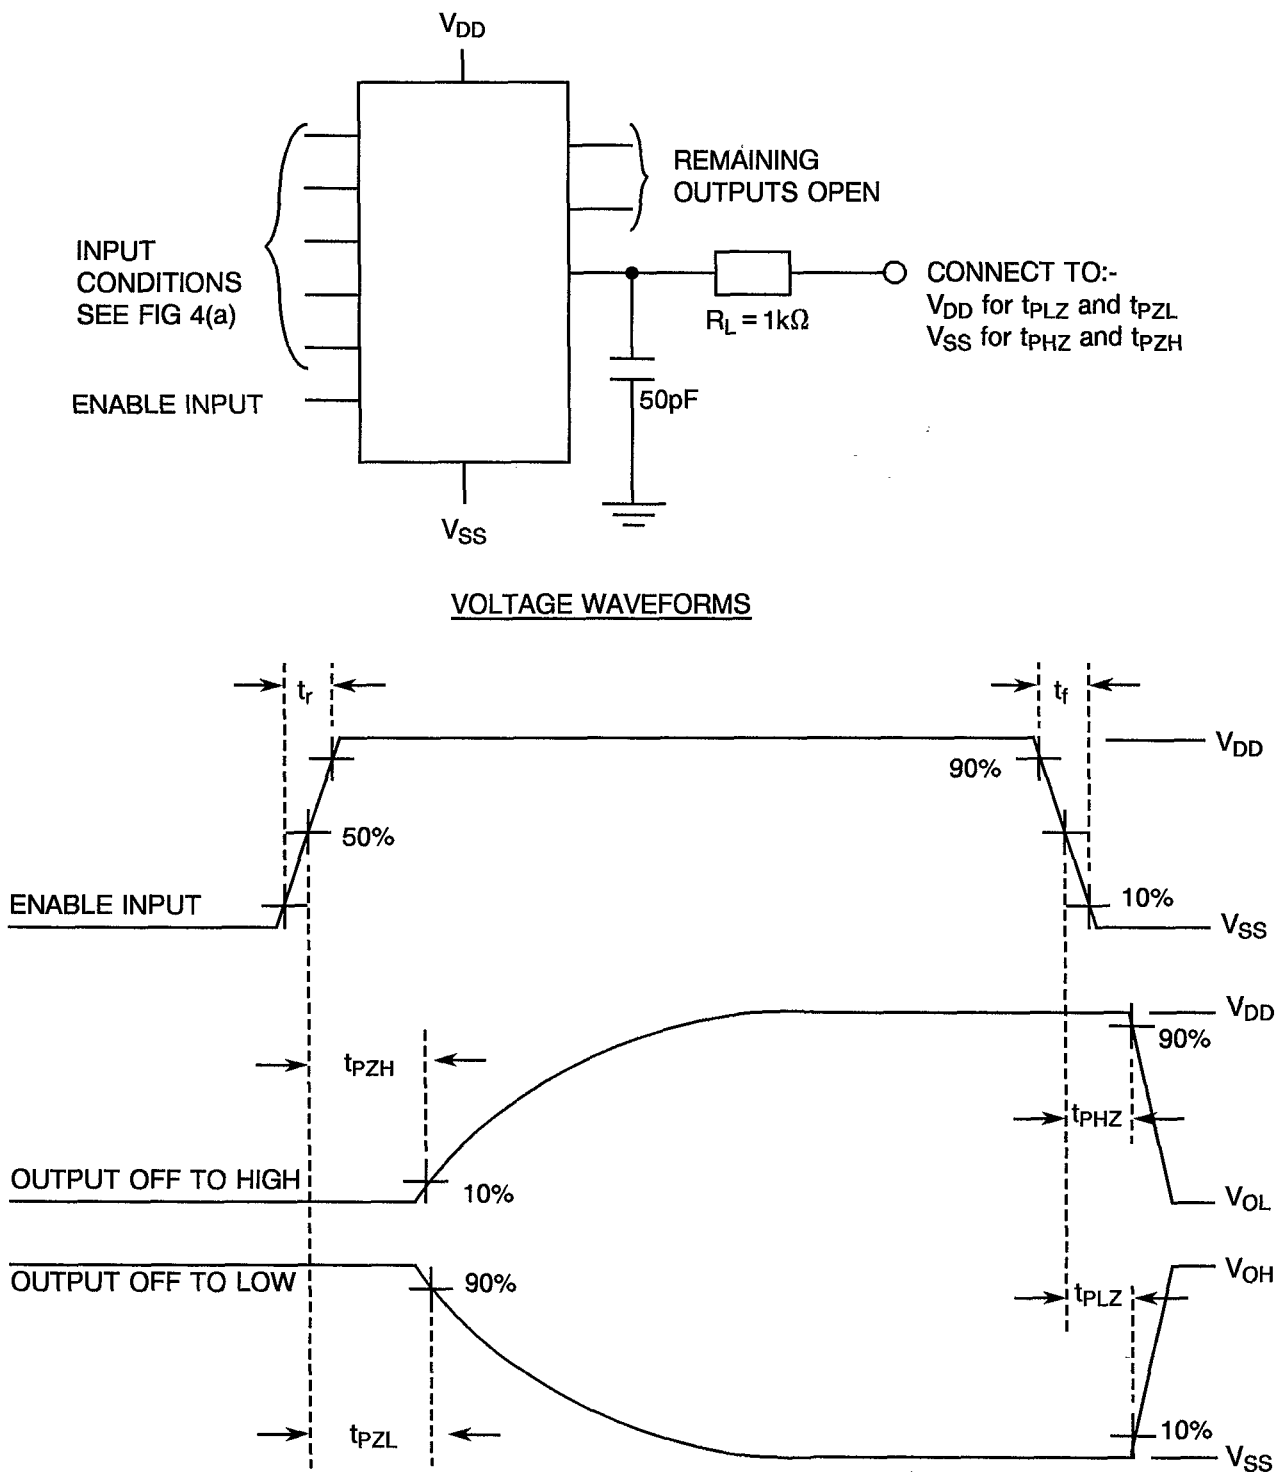 VDD
REMAINING
OUTPUTS OPEN
INPUT
CONDITIONS
SEE FIG 4(a)
CONNECT TO:-
VDD for tPLZ and tPZL
VSS for tPHZ and tPZH
RL = 1kΩ
ENABLE INPUT
50pF
VSS
VOLTAGE WAVEFORMS
tr
tf
VDD
90%
50%
ENABLE INPUT
10%
VSS
VDD
90%
tPZH
tPHZ
OUTPUT OFF TO HIGH
10%
VOL
OUTPUT OFF TO LOW
90%
VOH
tPLZ
tPZL
10%
VSS